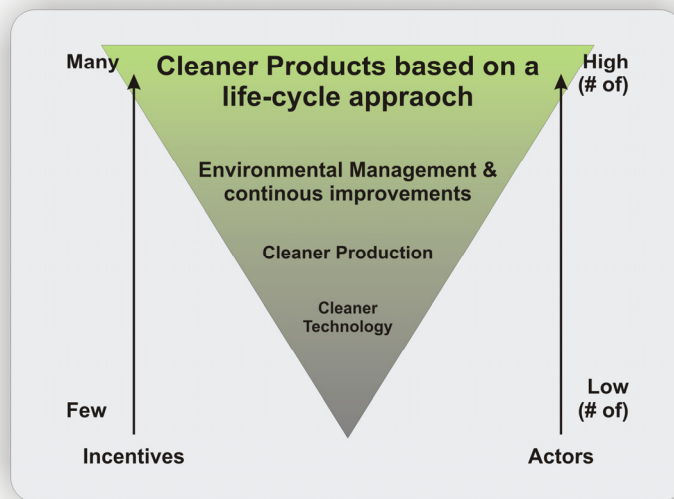 Many
Cleaner Products based on a
life-cycle appraoch
High
(# of)
Environmental Management &
continous improvements
Cleaner Production
Cleaner
Technology
Few
Low
(# of)
Incentives
Actors